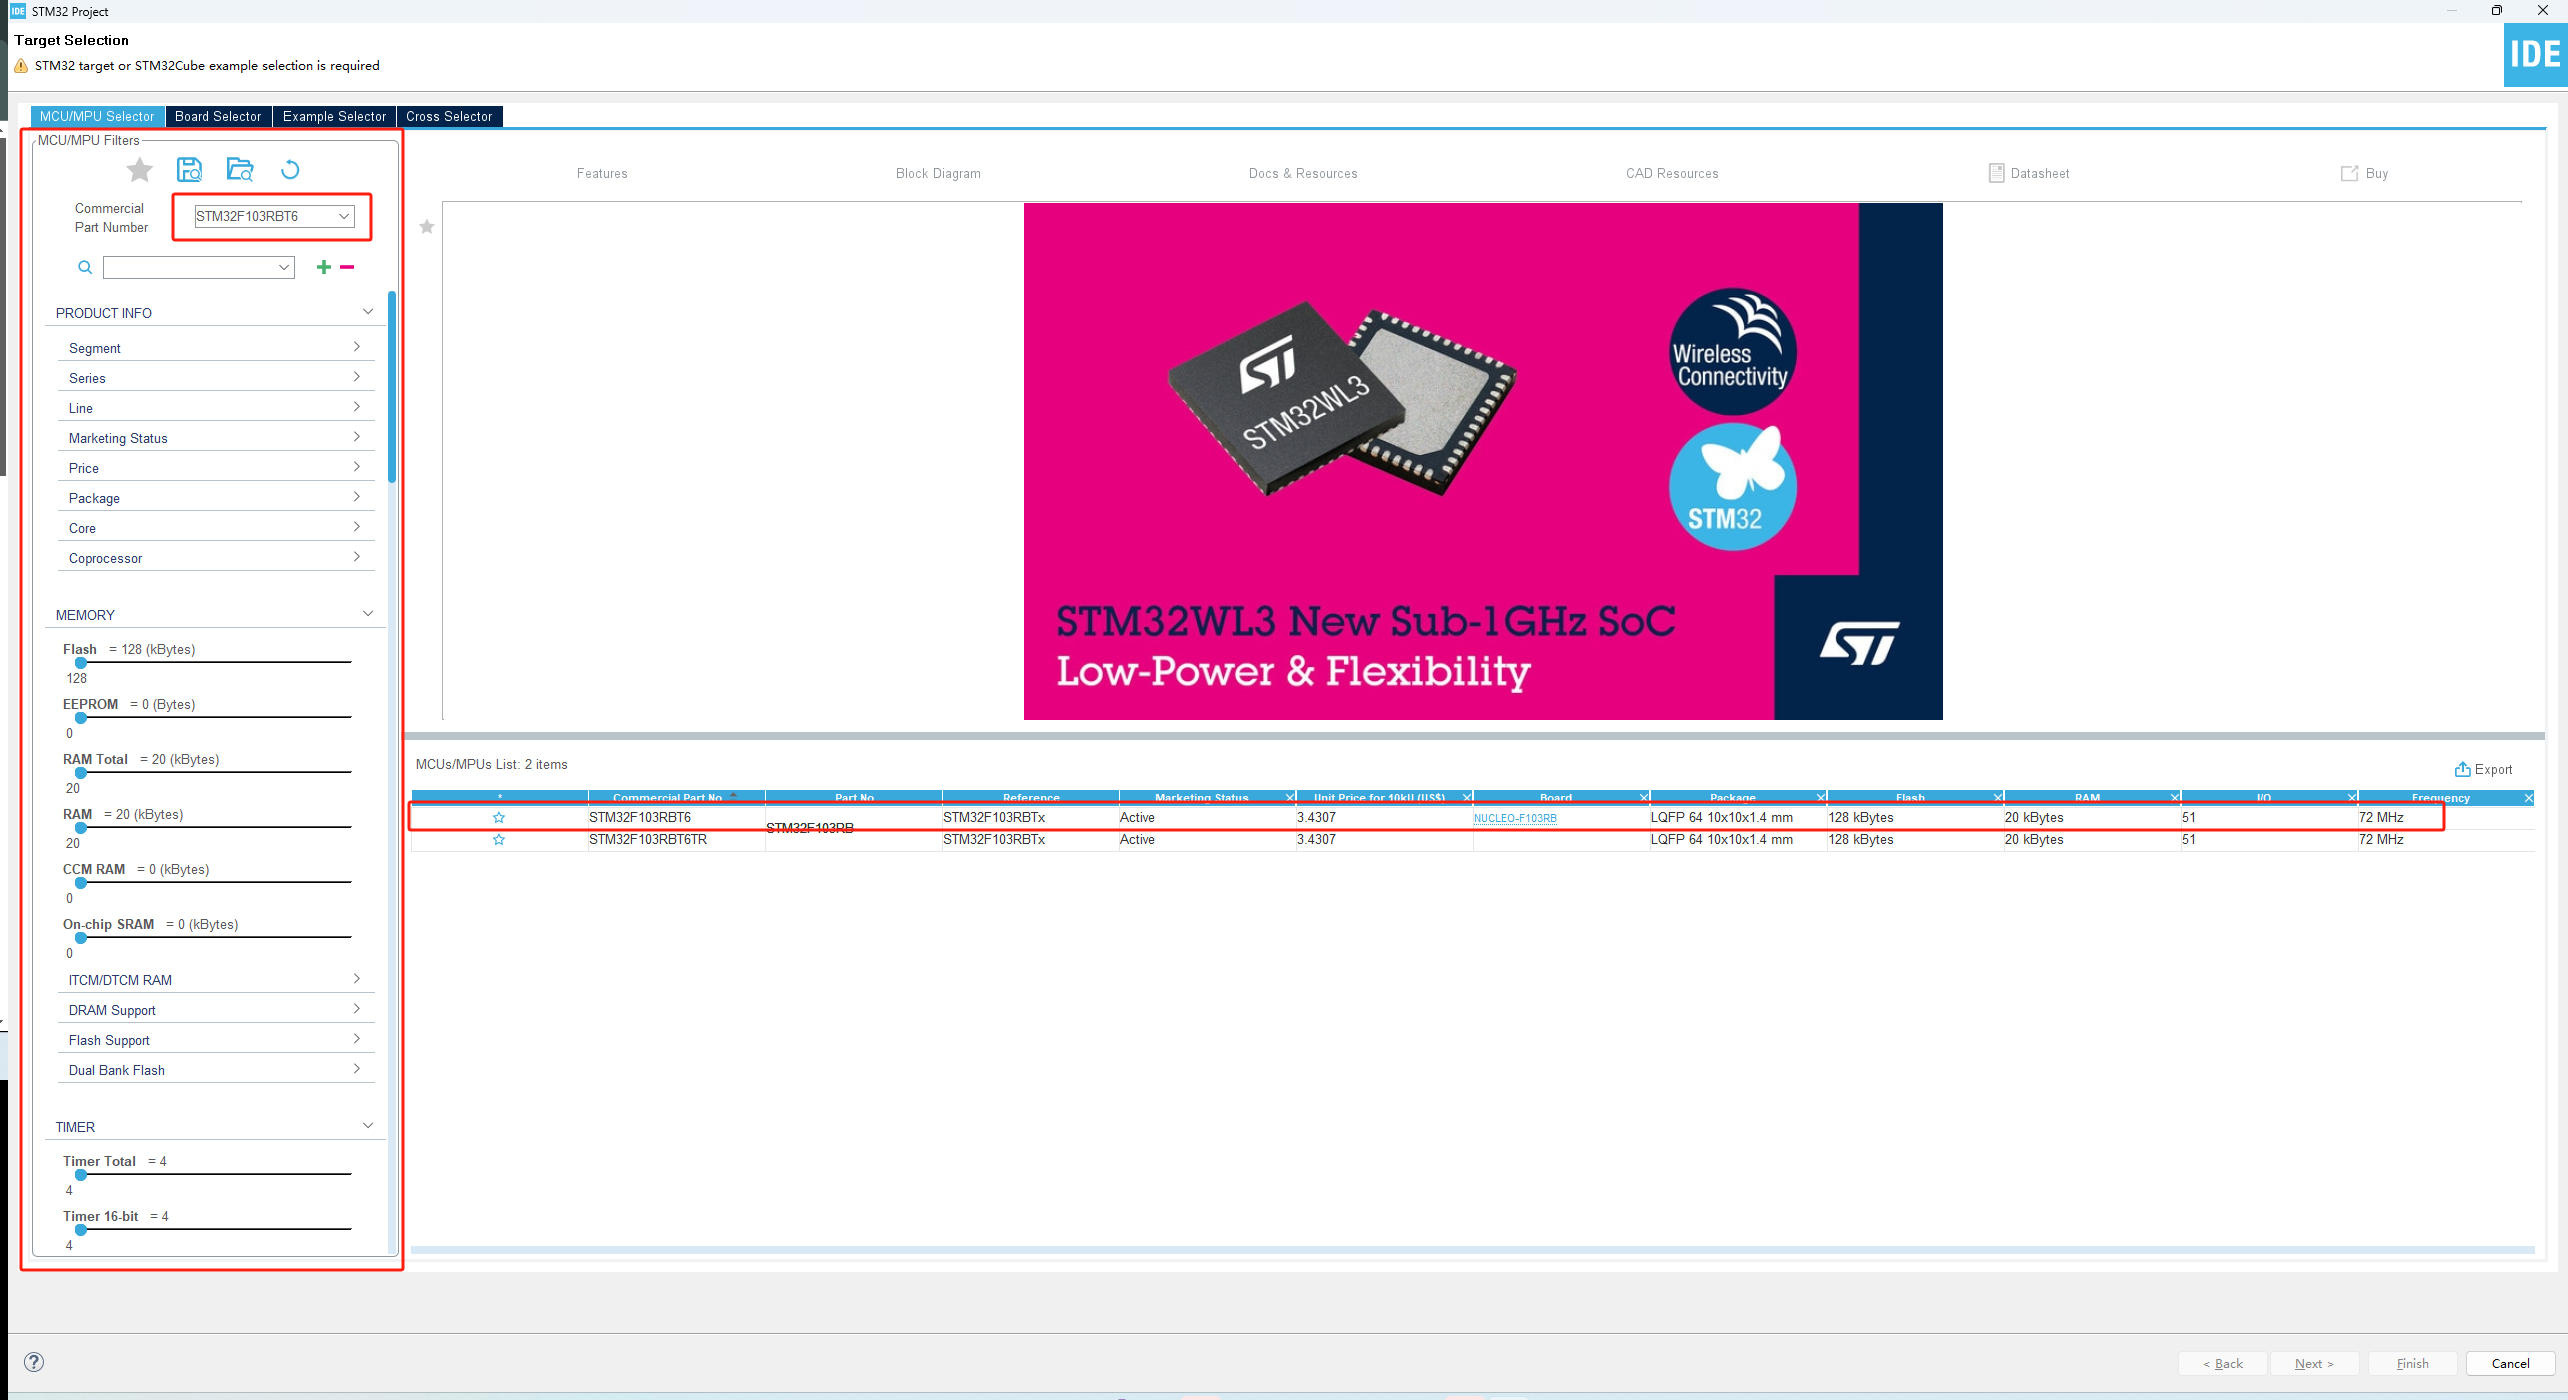 IDE STM32 Project
Target Selection
STM32 target or STM32Cube example selection is required
IDE
MCU/MPU Selector Board Selector Example Selector Cross Selector
MCU/MPU Filters
Commercial
Part Number
STM32F103RBT6
PRODUCT INFO
Segment
Series
Line
Marketing Status
Price
Package
Core
Coprocessor
MEMORY
Flash = 128 (kBytes)
128
EEPROM = 0 (Bytes)
0
RAM Total = 20 (kBytes)
20
RAM = 20 (kBytes)
20
CCM RAM = 0 (kBytes)
0
On-chip SRAM = 0 (kBytes)
0
ITCM/DTCM RAM
DRAM Support
Flash Support
Dual Bank Flash
TIMER
Timer Total = 4
4
Timer 16-bit = 4
4
Features Block Diagram Docs & Resources CAD Resources Datasheet Buy
ST
STM32WL3
Wireless
Connectivity
STM32
STM32WL3 New Sub-1GHz SoC
Low-Power & Flexibility
ST
MCUs/MPUs List: 2 items
Export
* Commercial Part No Part No Reference Marketing Status Unit Price for 10kU (US$) Board Package Flash RAM I/O Frequency
STM32F103RBT6 STM32F103RB STM32F103RBTx Active 3.4307 NUCLEO-F103RB LQFP 64 10x10x1.4 mm 128 kBytes 20 kBytes 51 72 MHz
STM32F103RBT6TR STM32F103RBTx Active 3.4307 LQFP 64 10x10x1.4 mm 128 kBytes 20 kBytes 51 72 MHz
?
< Back Next > Finish Cancel